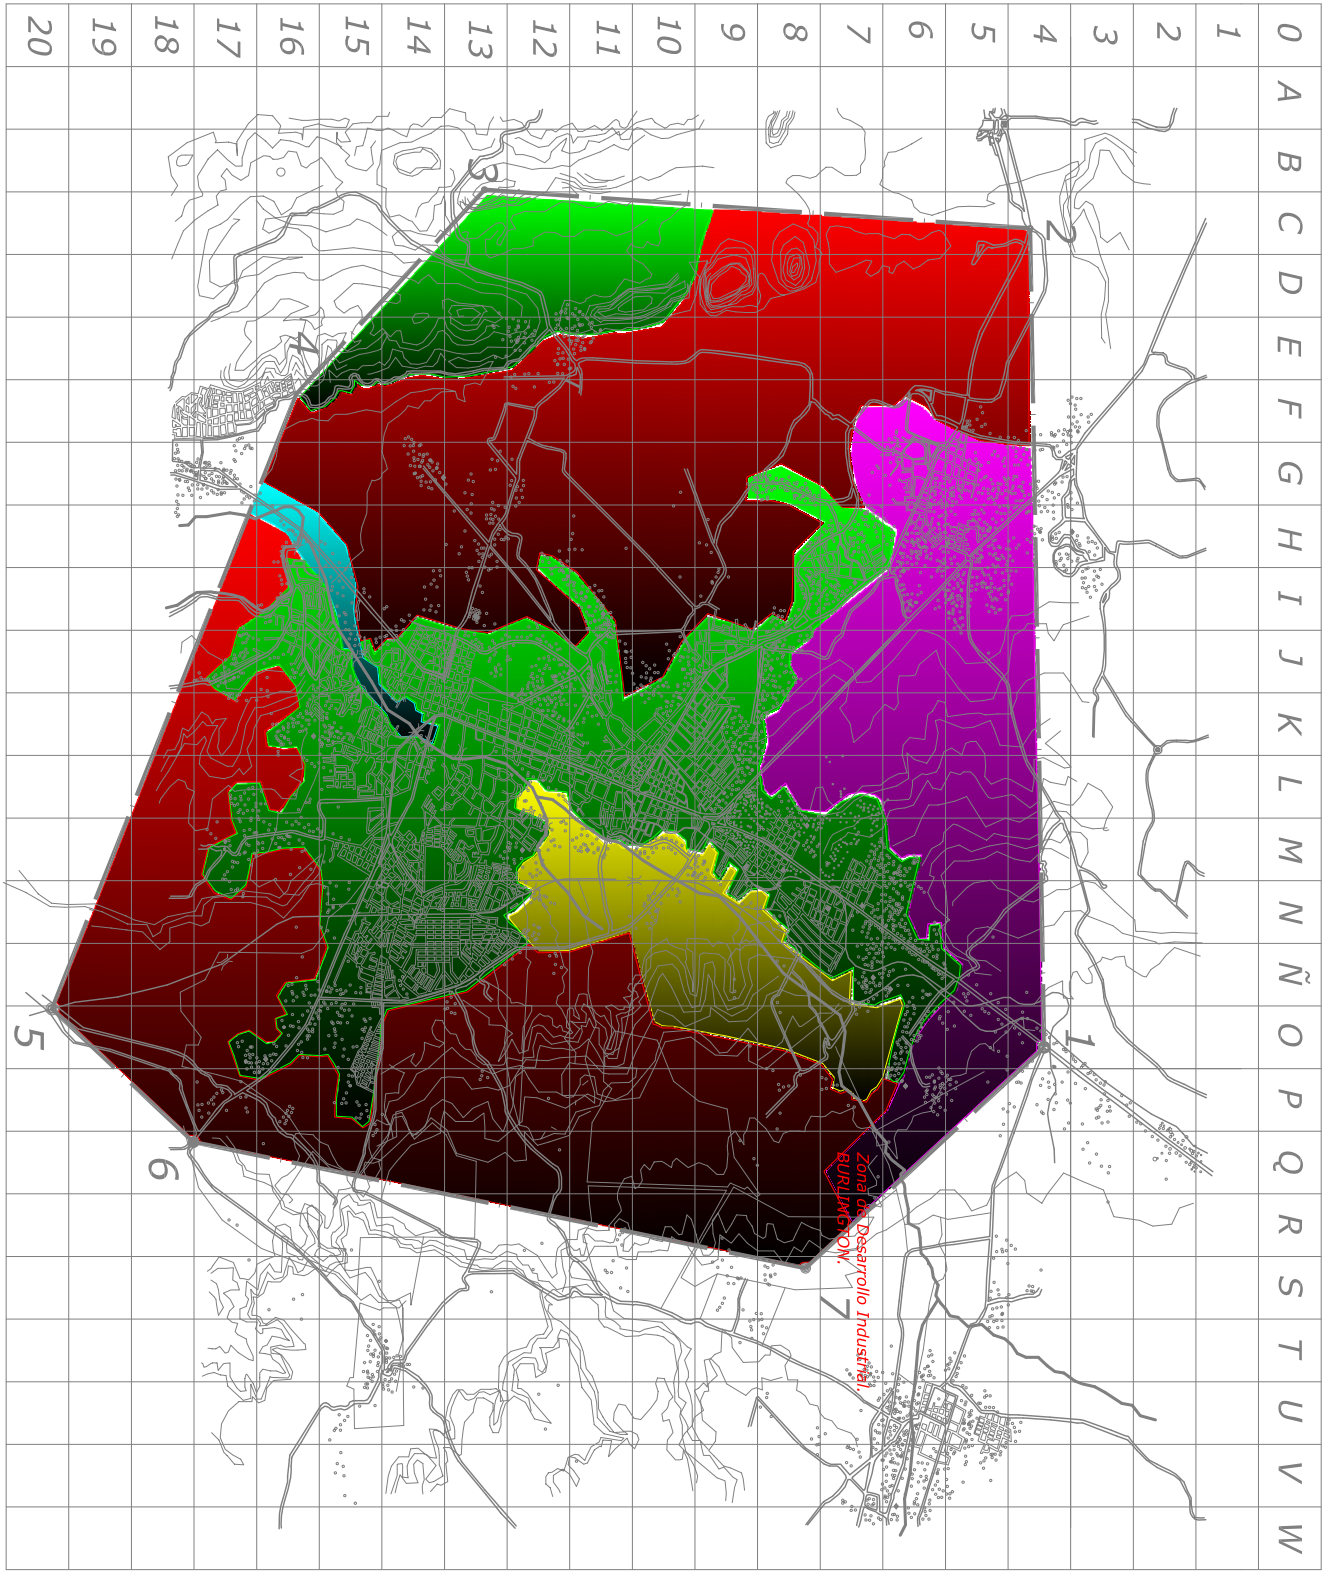 0 1 2 3 4 5 6 7 8 9 10 11 12 13 14 15 16 17 18 19 20
A
B
C
D
E
F
G
H
I
J
K
L
M
N
Ñ
O
P
Q
R
S
T
U
V
W
1
2
3
4
5
6
7
Zona de Desarrollo Industrial.
BURLINGTON.